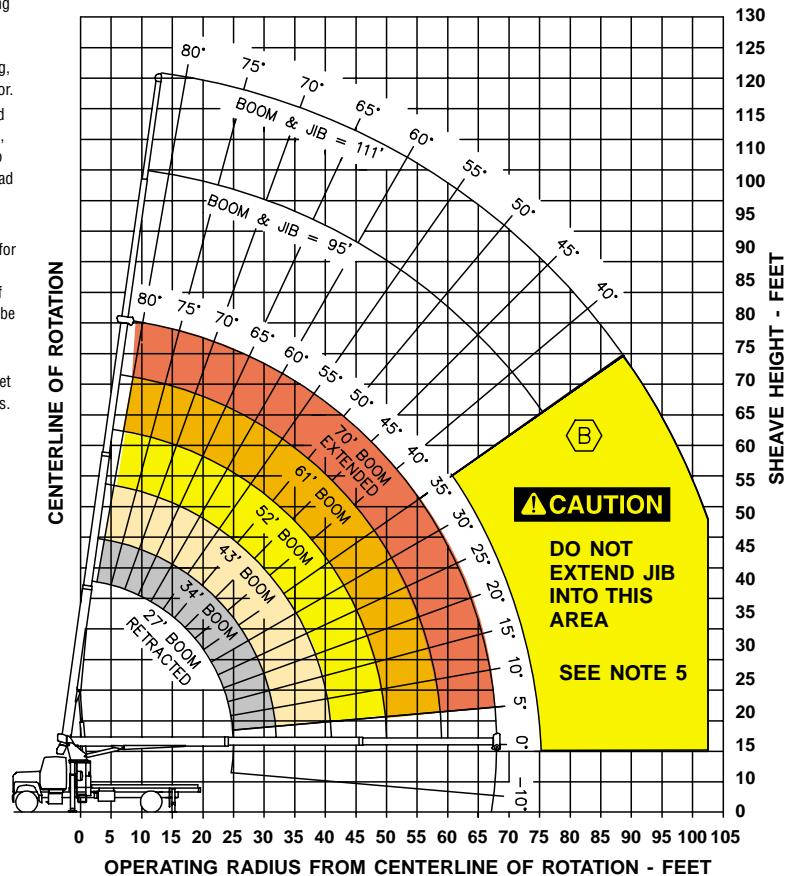 ng
g,
or.
d
,
o
ad
for
f
be
et
s.
130
125
120
115
110
105
100
95
90
85
80
75
70
65
60
55
50
45
40
35
30
25
20
15
10
5
0
SHEAVE HEIGHT - FEET
CENTERLINE OF ROTATION
80° 75° 70° 65° 60° 55° 50° 45° 40°
BOOM & JIB = 111'
BOOM & JIB = 95'
80° 75° 70° 65° 60° 55° 50° 45° 40° 35° 30° 25° 20° 15° 10° 5° 0° -10°
70' BOOM
EXTENDED
61' BOOM
52' BOOM
43' BOOM
34' BOOM
27' BOOM
RETRACTED
B
CAUTION
DO NOT
EXTEND JIB
INTO THIS
AREA
SEE NOTE 5
0 5 10 15 20 25 30 35 40 45 50 55 60 65 70 75 80 85 90 95 100 105
OPERATING RADIUS FROM CENTERLINE OF ROTATION - FEET